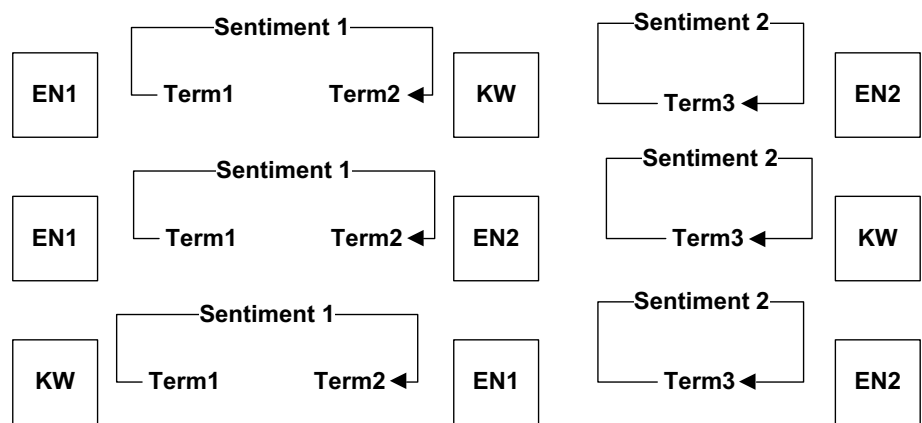 Sentiment 1 Sentiment 2
EN1 Term1 Term2 KW Term3 EN2
Sentiment 1 Sentiment 2
EN1 Term1 Term2 EN2 Term3 KW
Sentiment 1 Sentiment 2
KW Term1 Term2 EN1 Term3 EN2